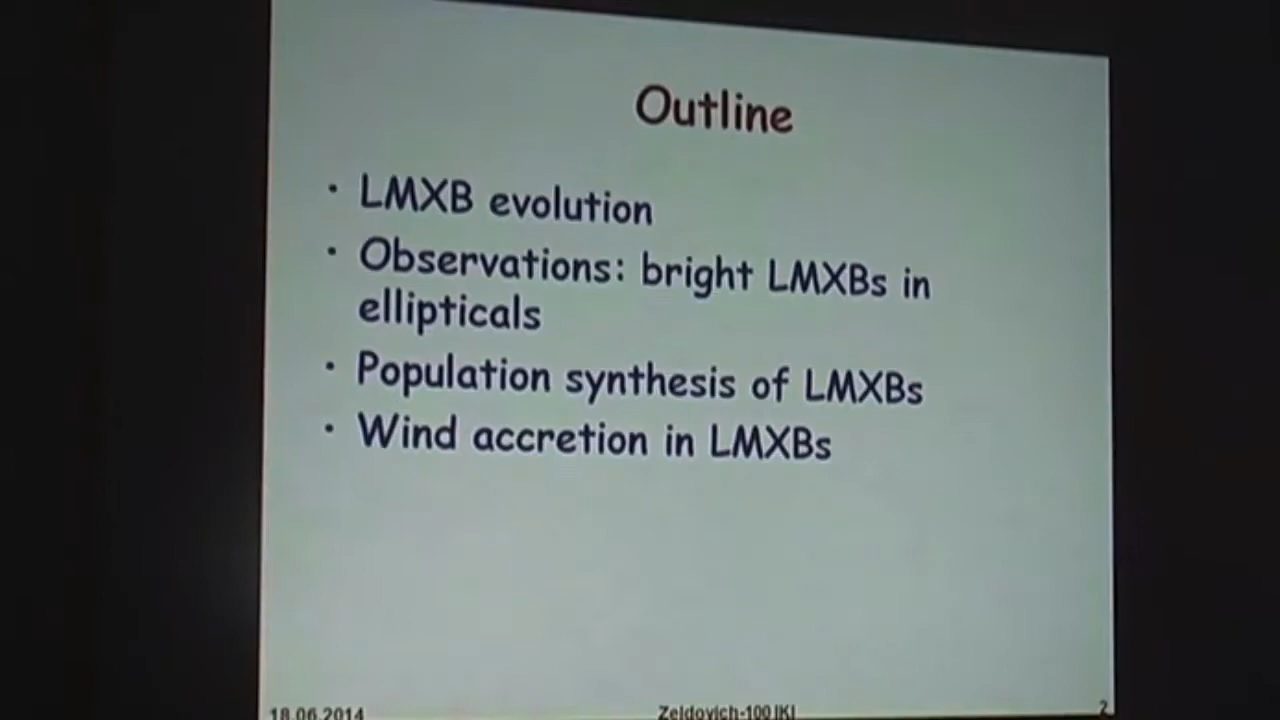 Outline
• LMXB evolution
• Observations: bright LMXBs in
ellipticals
• Population synthesis of LMXBs
• Wind accretion in LMXBs
18.06.2014 Zeldovich-100 IKI 2